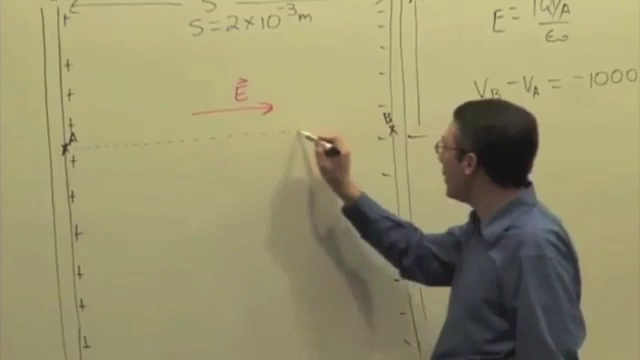 S
S = 2 × 10⁻³ m
E = |Q|/A
ε₀
V_B − V_A = −1000
E⃗
A
B
+
+
+
+
+
+
+
+
+